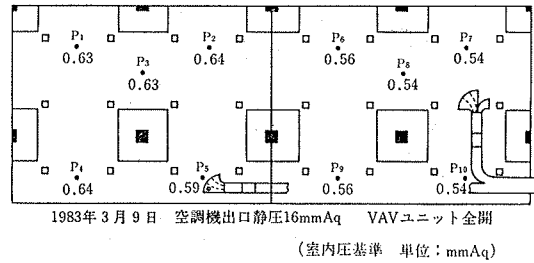 P₁ P₂ P₆ P₇
0.63 0.64 0.56 0.54
P₃ P₈
0.63 0.54
P₄ P₅ P₉ P₁₀
0.64 0.59 0.56 0.54
1983年3月9日 空調機出口静圧16mmAq VAVユニット全開
(室内圧基準 単位：mmAq)